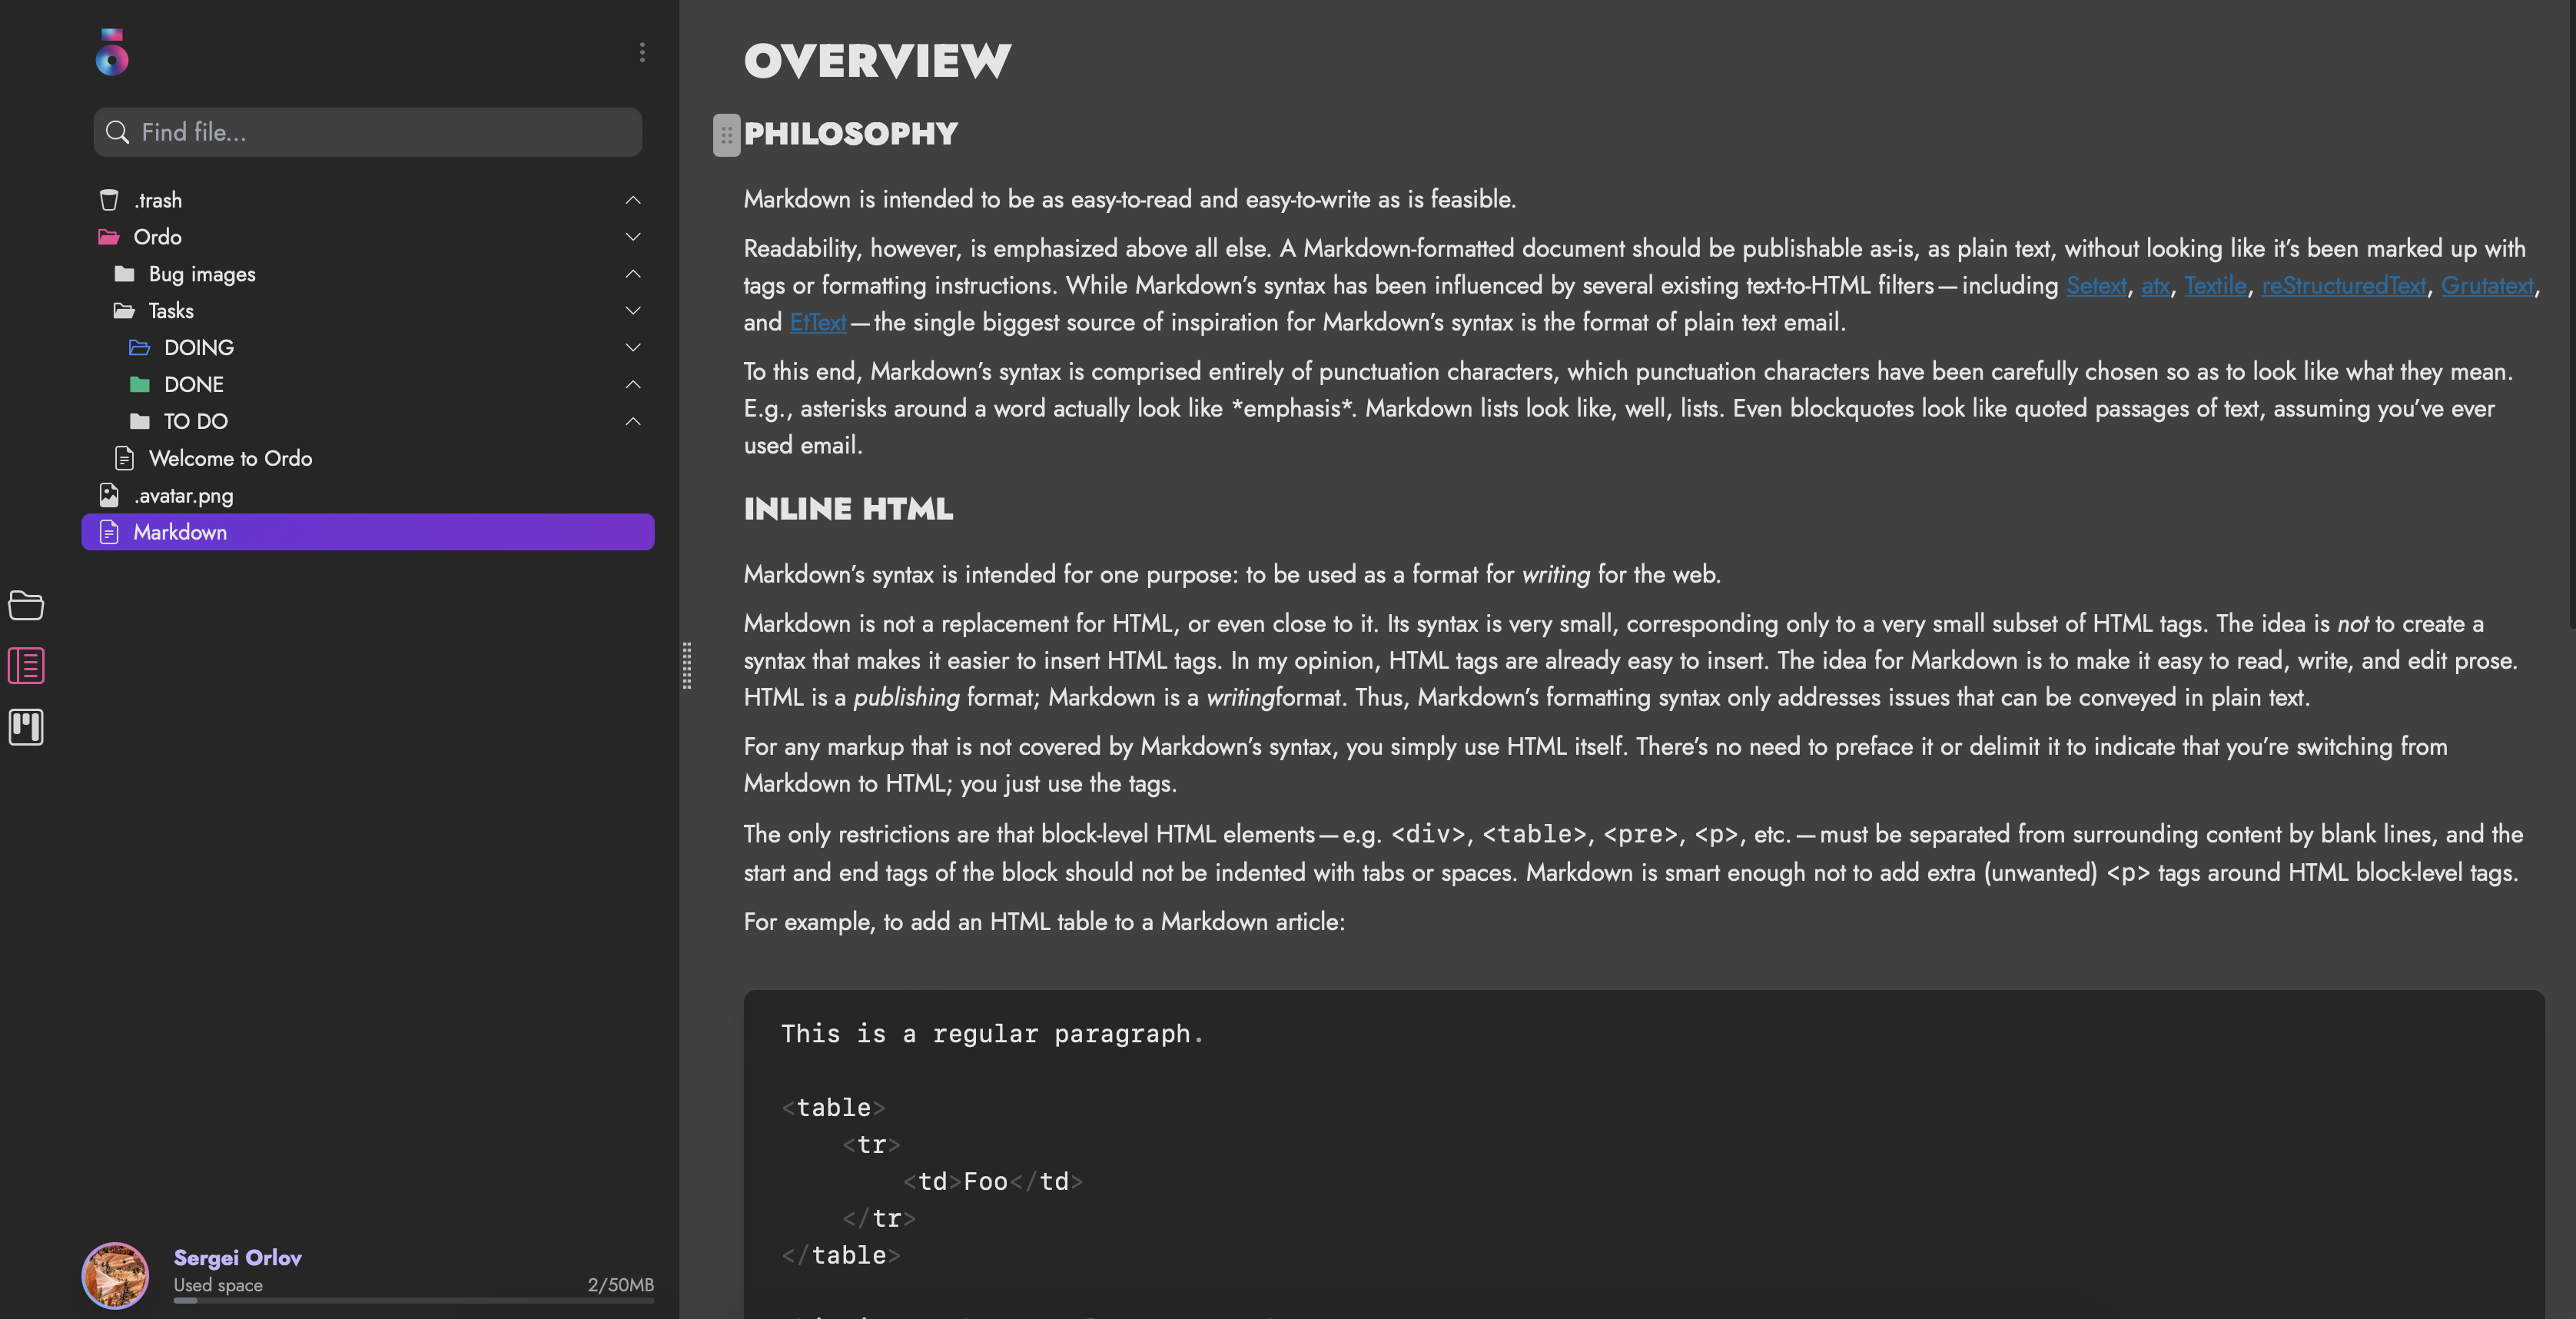 Find file...
.trash
Ordo
Bug images
Tasks
DOING
DONE
TO DO
Welcome to Ordo
.avatar.png
Markdown
Sergei Orlov
Used space
2/50MB
OVERVIEW
PHILOSOPHY
Markdown is intended to be as easy-to-read and easy-to-write as is feasible.
Readability, however, is emphasized above all else. A Markdown-formatted document should be publishable as-is, as plain text, without looking like it’s been marked up with
tags or formatting instructions. While Markdown’s syntax has been influenced by several existing text-to-HTML filters — including Setext, atx, Textile, reStructuredText, Grutatext,
and EtText — the single biggest source of inspiration for Markdown’s syntax is the format of plain text email.
To this end, Markdown’s syntax is comprised entirely of punctuation characters, which punctuation characters have been carefully chosen so as to look like what they mean.
E.g., asterisks around a word actually look like *emphasis*. Markdown lists look like, well, lists. Even blockquotes look like quoted passages of text, assuming you’ve ever
used email.
INLINE HTML
Markdown’s syntax is intended for one purpose: to be used as a format for writing for the web.
Markdown is not a replacement for HTML, or even close to it. Its syntax is very small, corresponding only to a very small subset of HTML tags. The idea is not to create a
syntax that makes it easier to insert HTML tags. In my opinion, HTML tags are already easy to insert. The idea for Markdown is to make it easy to read, write, and edit prose.
HTML is a publishing format; Markdown is a writingformat. Thus, Markdown’s formatting syntax only addresses issues that can be conveyed in plain text.
For any markup that is not covered by Markdown’s syntax, you simply use HTML itself. There’s no need to preface it or delimit it to indicate that you’re switching from
Markdown to HTML; you just use the tags.
The only restrictions are that block-level HTML elements — e.g. <div>, <table>, <pre>, <p>, etc. — must be separated from surrounding content by blank lines, and the
start and end tags of the block should not be indented with tabs or spaces. Markdown is smart enough not to add extra (unwanted) <p> tags around HTML block-level tags.
For example, to add an HTML table to a Markdown article:
This is a regular paragraph.
<table>
<tr>
<td>Foo</td>
</tr>
</table>